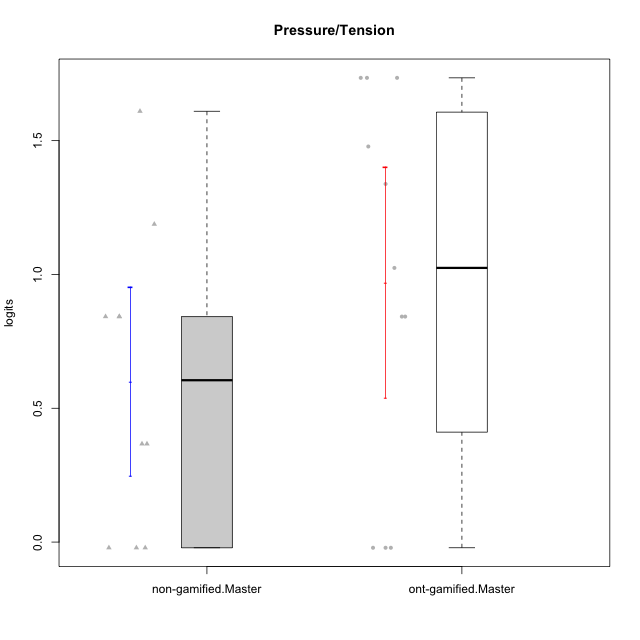 Pressure/Tension
logits
0.0
0.5
1.0
1.5
non-gamified.Master
ont-gamified.Master